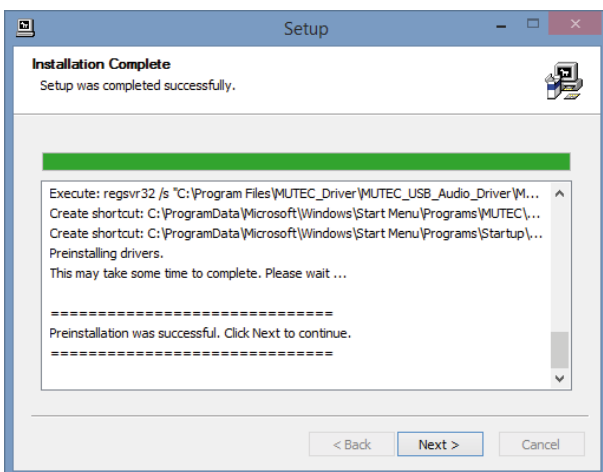 Setup
Installation Complete
Setup was completed successfully.
Execute: regsvr32 /s "C:\Program Files\MUTEC_Driver\MUTEC_USB_Audio_Driver\M...
Create shortcut: C:\ProgramData\Microsoft\Windows\Start Menu\Programs\MUTEC\...
Create shortcut: C:\ProgramData\Microsoft\Windows\Start Menu\Programs\Startup\...
Preinstalling drivers.
This may take some time to complete. Please wait ...
==============================
Preinstallation was successful. Click Next to continue.
==============================
< Back Next > Cancel